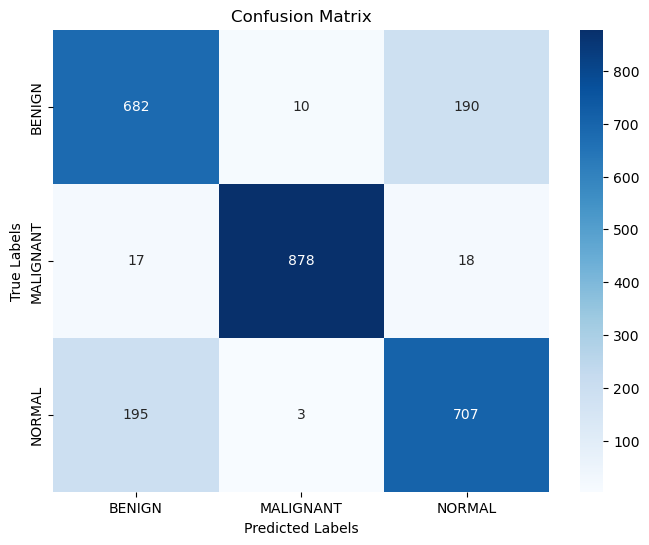 Confusion Matrix
True Labels
BENIGN
MALIGNANT
NORMAL
682 10 190
17 878 18
195 3 707
BENIGN MALIGNANT NORMAL
Predicted Labels
800
700
600
500
400
300
200
100